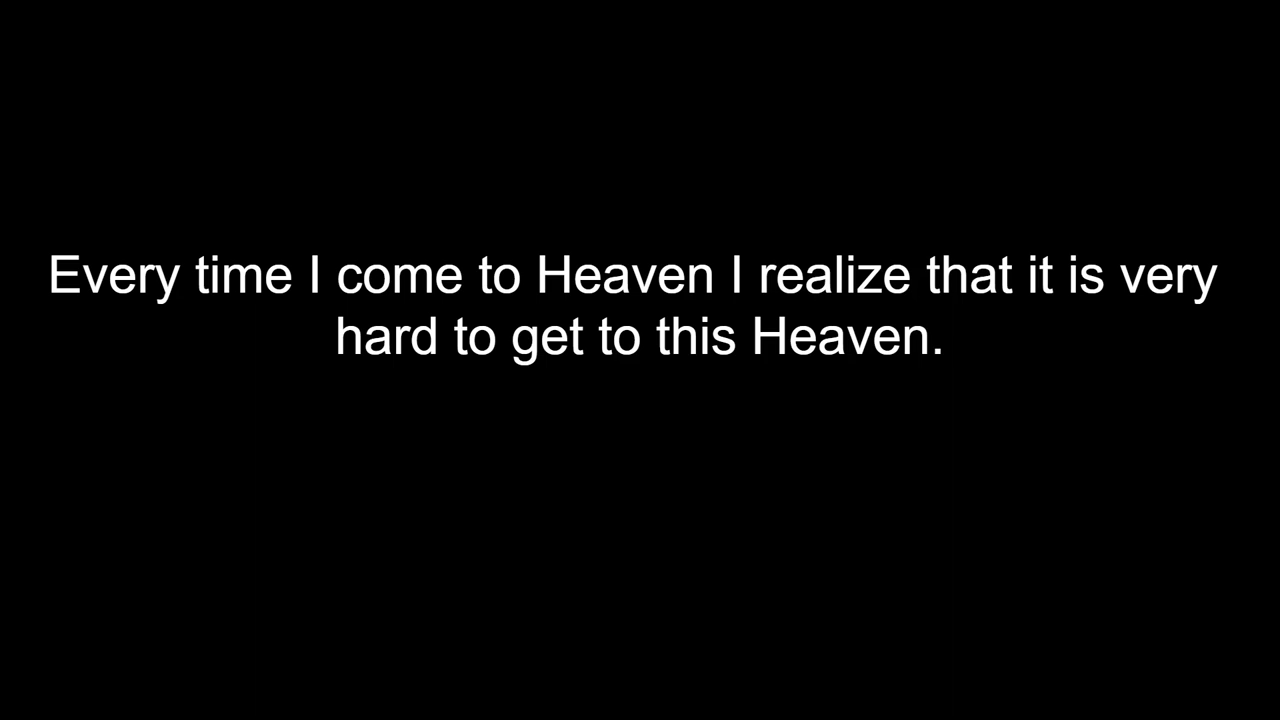 Every time I come to Heaven I realize that it is very
hard to get to this Heaven.